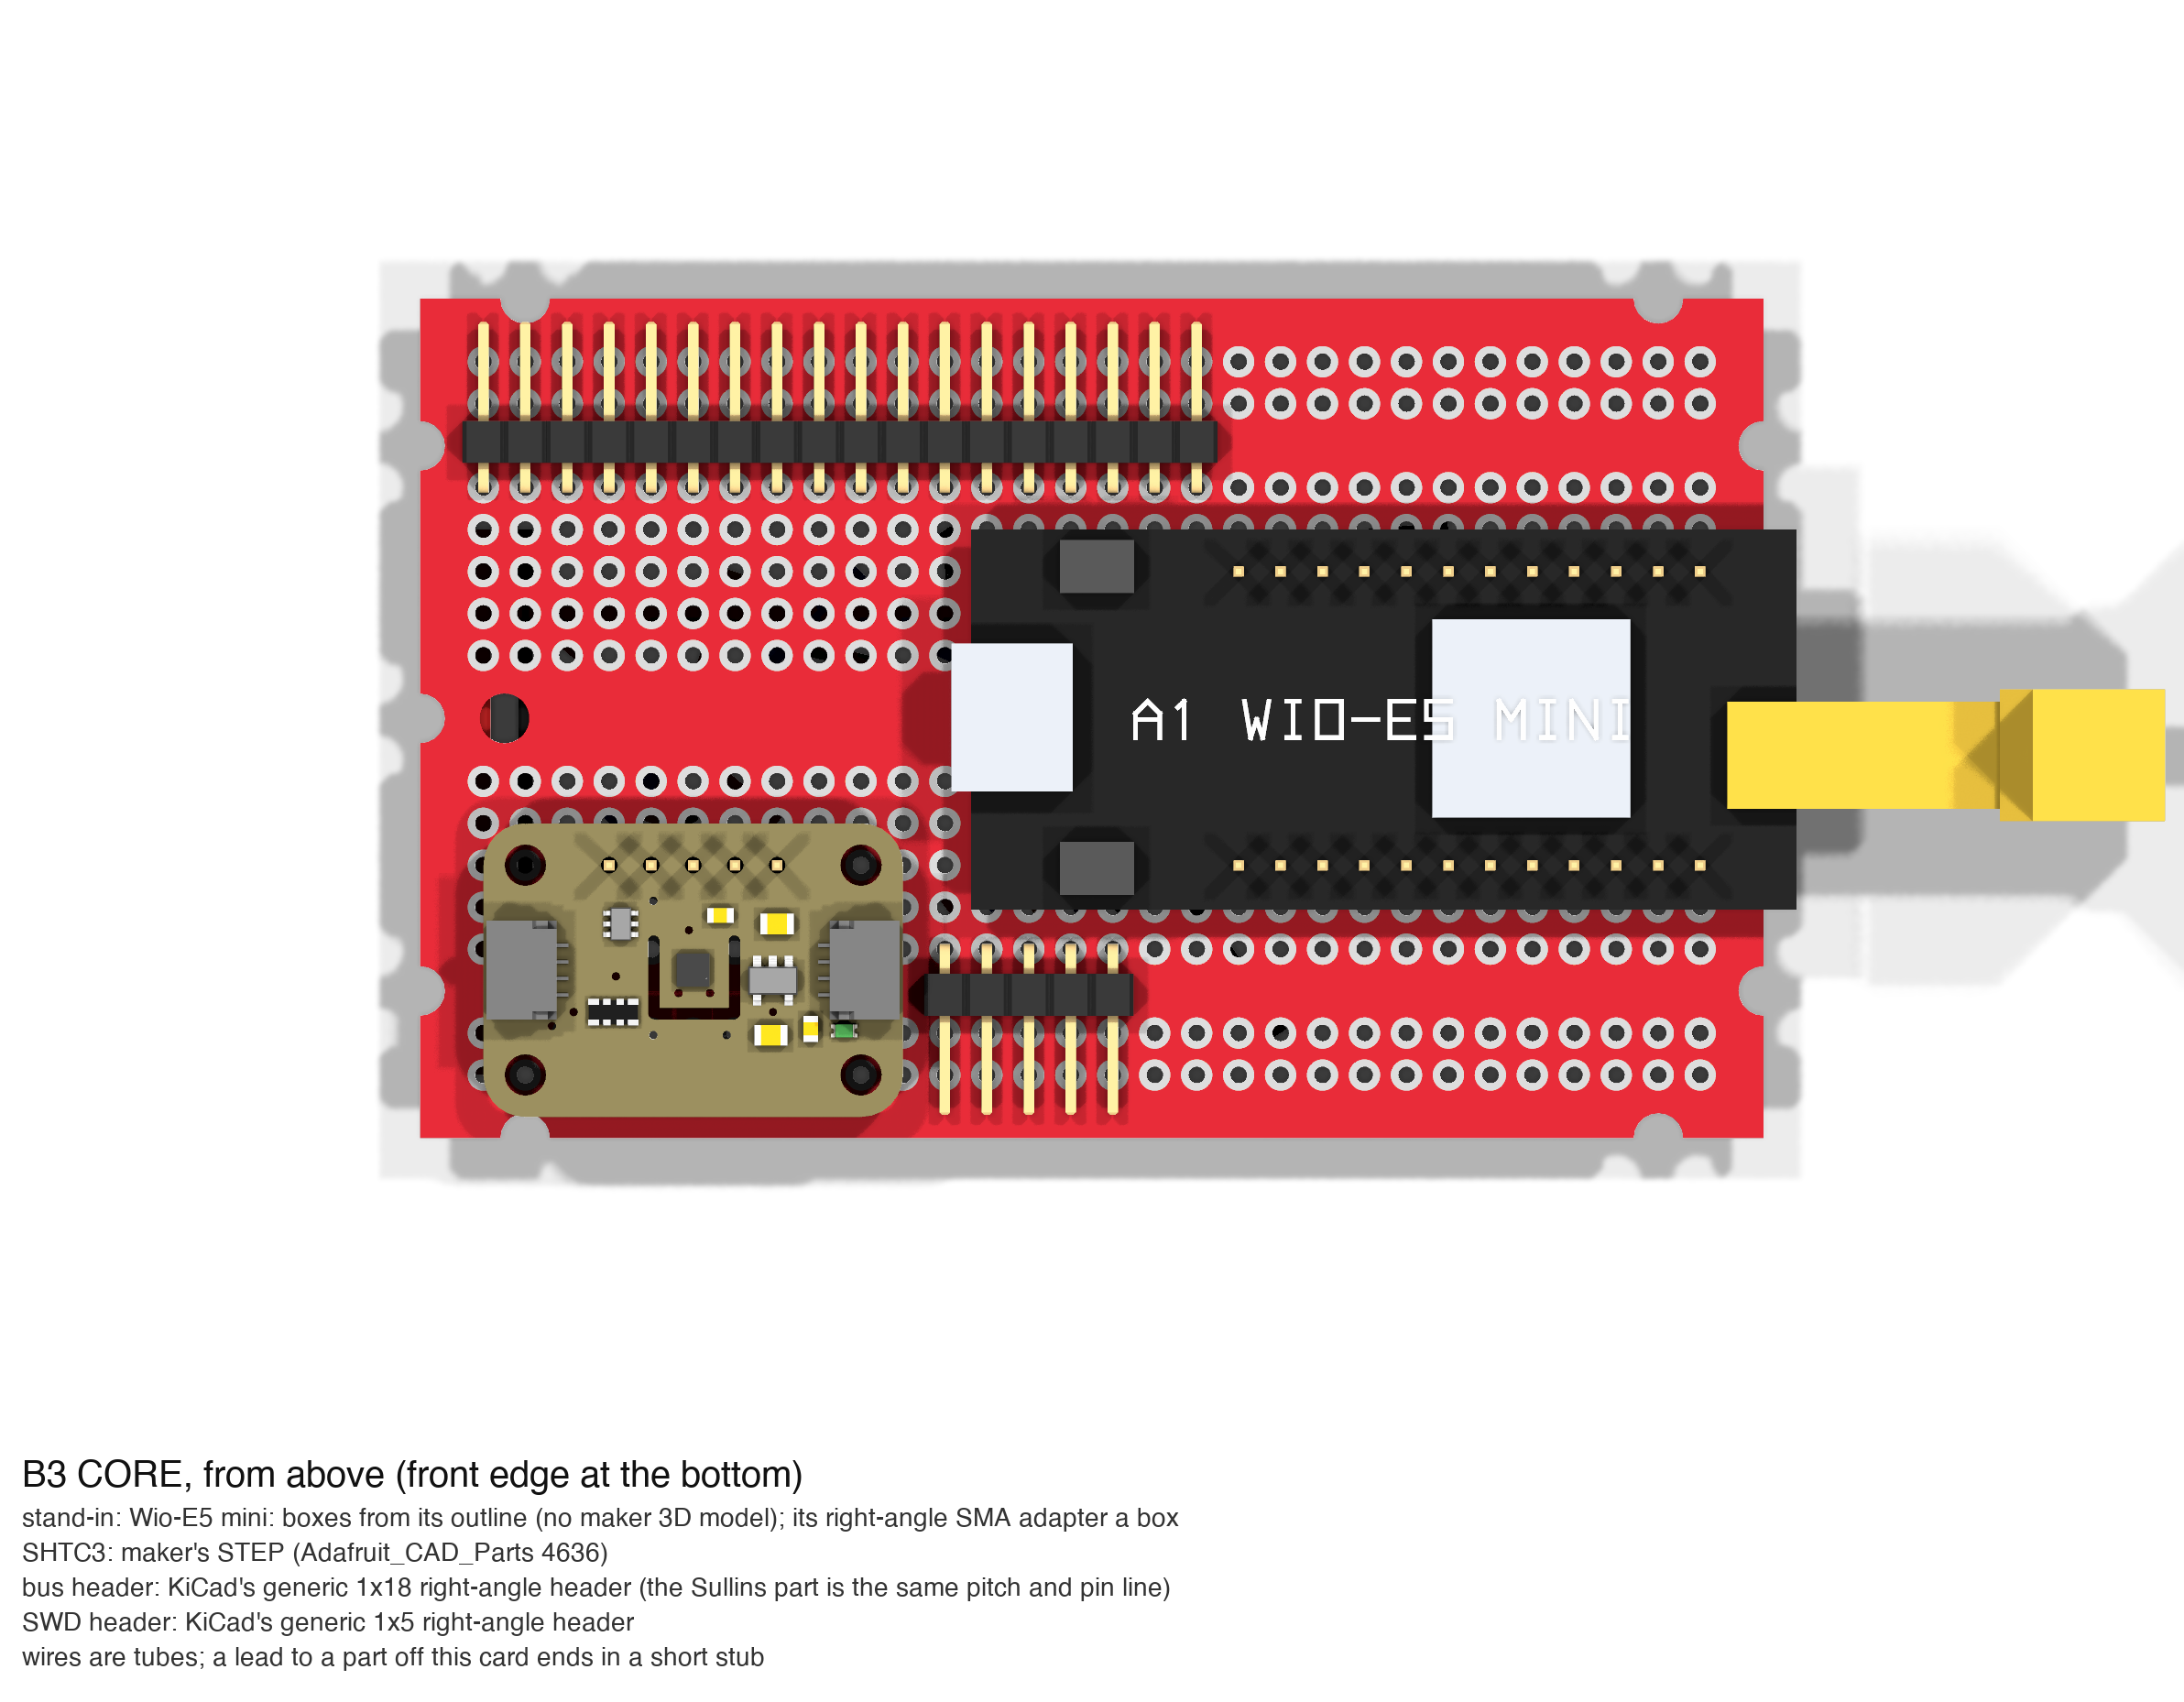 A1 WIO-E5 MINI
B3 CORE, from above (front edge at the bottom)
stand-in: Wio-E5 mini: boxes from its outline (no maker 3D model); its right-angle SMA adapter a box
SHTC3: maker's STEP (Adafruit_CAD_Parts 4636)
bus header: KiCad's generic 1x18 right-angle header (the Sullins part is the same pitch and pin line)
SWD header: KiCad's generic 1x5 right-angle header
wires are tubes; a lead to a part off this card ends in a short stub